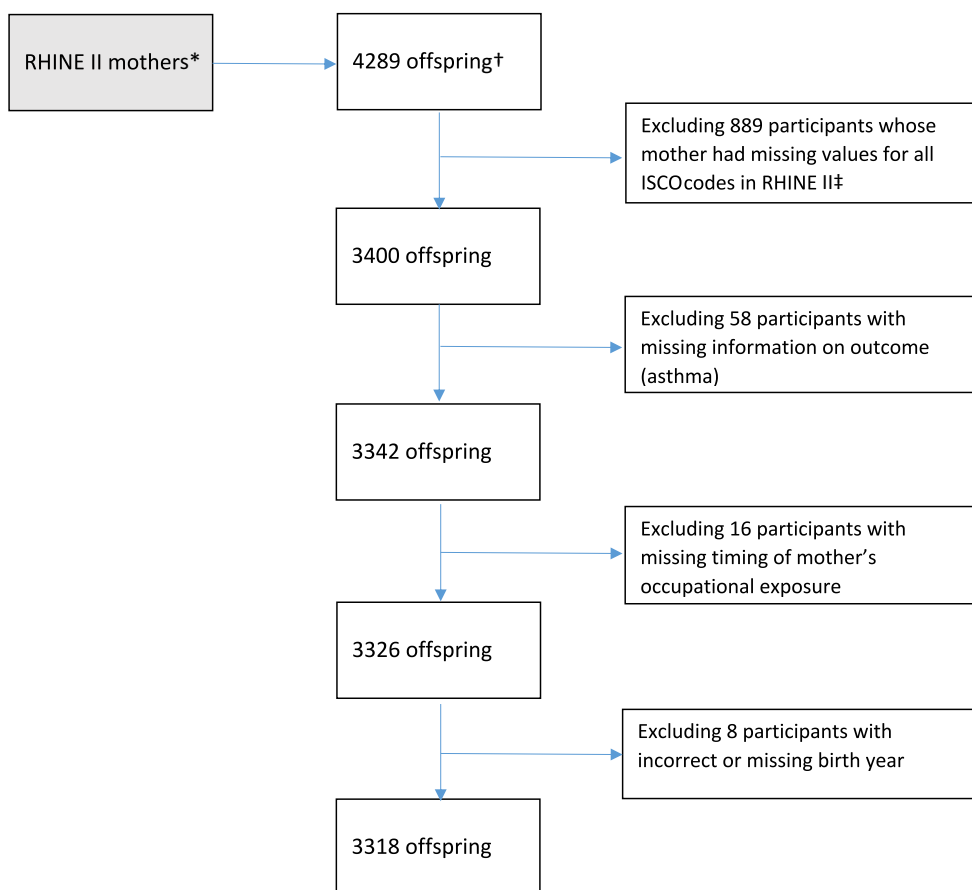 RHINE II mothers*
4289 offspring†
Excluding 889 participants whose
mother had missing values for all
ISCOcodes in RHINE II‡
3400 offspring
Excluding 58 participants with
missing information on outcome
(asthma)
3342 offspring
Excluding 16 participants with
missing timing of mother’s
occupational exposure
3326 offspring
Excluding 8 participants with
incorrect or missing birth year
3318 offspring